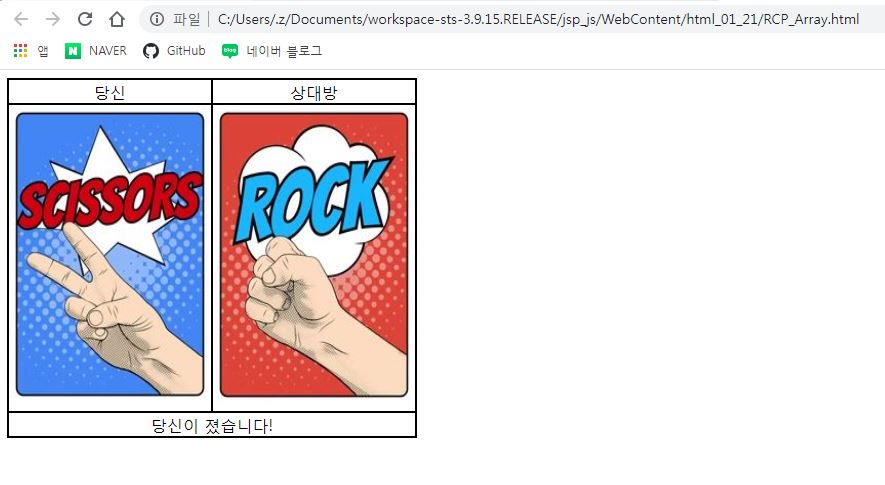 파일 C:/Users/.z/Documents/workspace-sts-3.9.15.RELEASE/jsp_js/WebContent/html_01_21/RCP_Array.html
앱 NAVER GitHub blog 네이버 블로그
당신 상대방
SCISSORS ROCK
당신이 졌습니다!